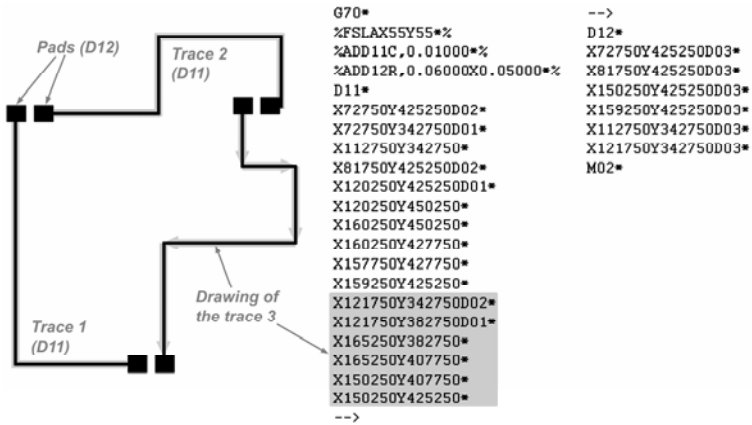 Pads (D12)
Trace 2
(D11)
Trace 1
(D11)
Drawing of
the trace 3
G70*
%FSLAX55Y55*%
%ADD11C,0.01000*%
%ADD12R,0.06000X0.05000*%
D11*
X72750Y425250D02*
X72750Y342750D01*
X112750Y342750*
X81750Y425250D02*
X120250Y425250D01*
X120250Y450250*
X160250Y450250*
X160250Y427750*
X157750Y427750*
X159250Y425250*
X121750Y342750D02*
X121750Y382750D01*
X165250Y382750*
X165250Y407750*
X150250Y407750*
X150250Y425250*
-->
-->
D12*
X72750Y425250D03*
X81750Y425250D03*
X150250Y425250D03*
X159250Y425250D03*
X112750Y342750D03*
X121750Y342750D03*
M02*